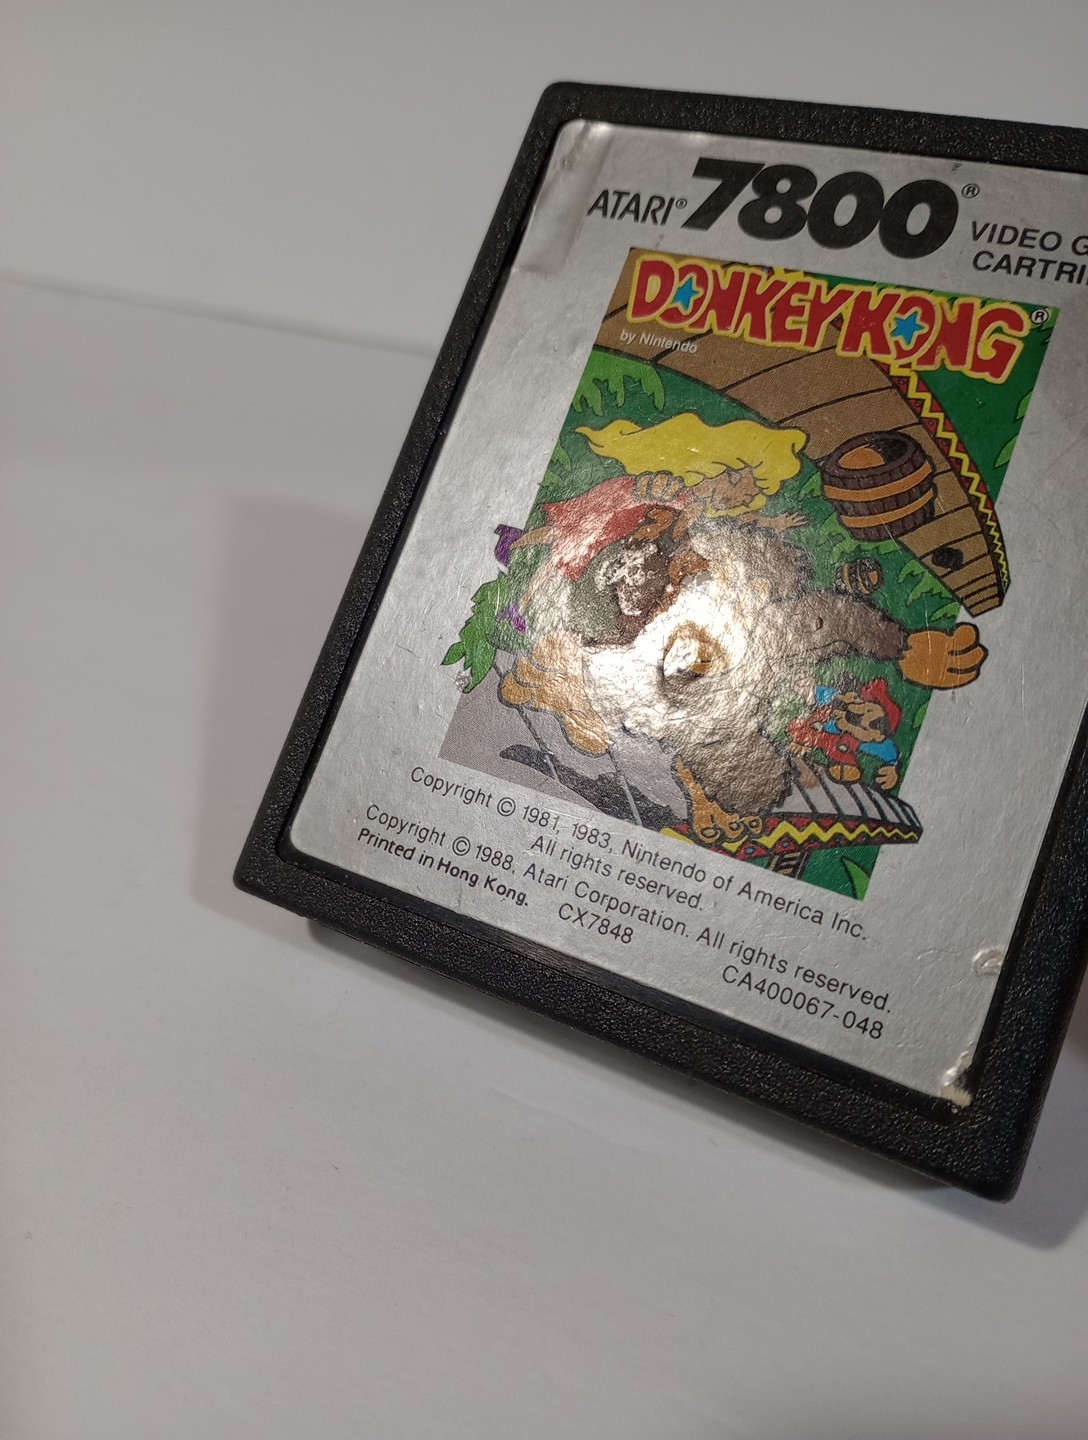 ATARI® 7800®
VIDEO
DONKEY KONG®
by Nintendo
Copyright © 1981, 1983, Nintendo of America Inc.
All rights reserved.
Copyright © 1988, Atari Corporation. All rights reserved.
Printed in Hong Kong.
CX7848
CA400067-048